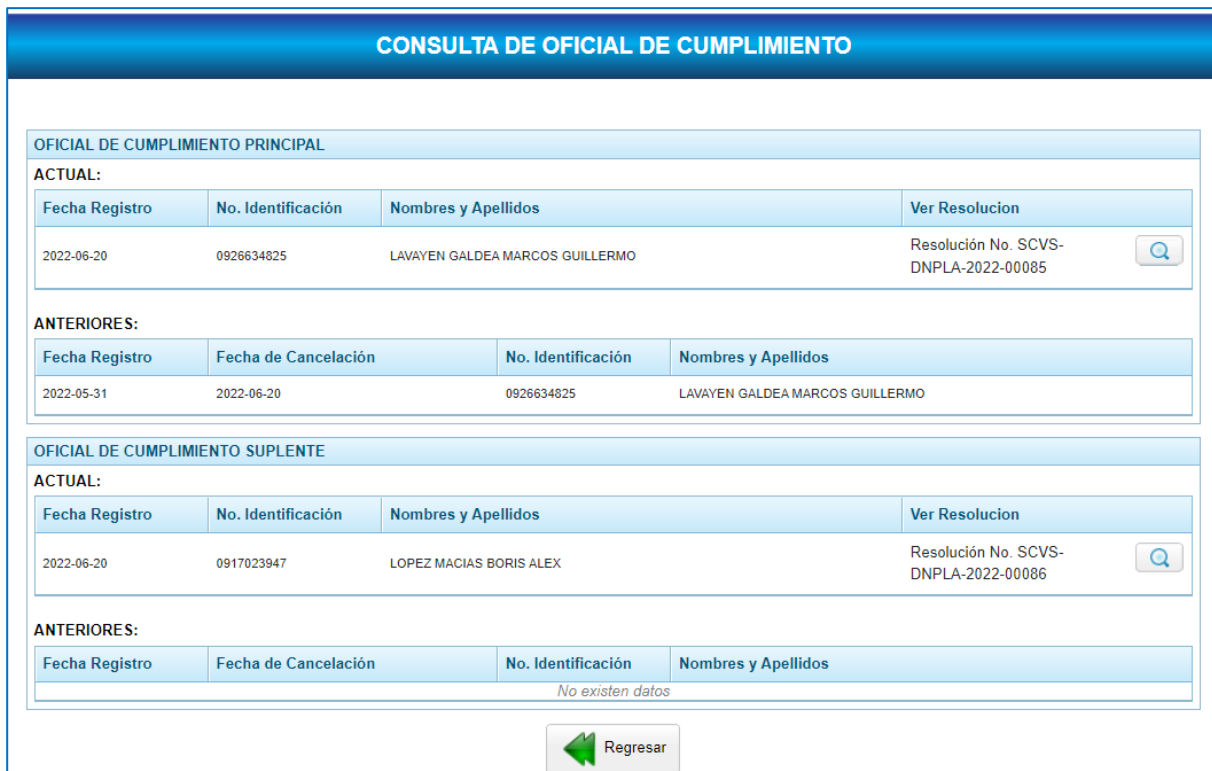 CONSULTA DE OFICIAL DE CUMPLIMIENTO
OFICIAL DE CUMPLIMIENTO PRINCIPAL
ACTUAL:
Fecha Registro No. Identificación Nombres y Apellidos Ver Resolucion
2022-06-20 0926634825 LAVAYEN GALDEA MARCOS GUILLERMO Resolución No. SCVS-
DNPLA-2022-00085
ANTERIORES:
Fecha Registro Fecha de Cancelación No. Identificación Nombres y Apellidos
2022-05-31 2022-06-20 0926634825 LAVAYEN GALDEA MARCOS GUILLERMO
OFICIAL DE CUMPLIMIENTO SUPLENTE
ACTUAL:
Fecha Registro No. Identificación Nombres y Apellidos Ver Resolucion
2022-06-20 0917023947 LOPEZ MACIAS BORIS ALEX Resolución No. SCVS-
DNPLA-2022-00086
ANTERIORES:
Fecha Registro Fecha de Cancelación No. Identificación Nombres y Apellidos
No existen datos
Regresar